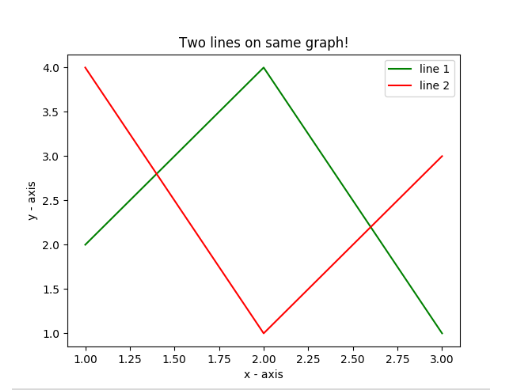 Two lines on same graph!
line 1
line 2
4.0
3.5
3.0
2.5
2.0
1.5
1.0
y - axis
1.00 1.25 1.50 1.75 2.00 2.25 2.50 2.75 3.00
x - axis